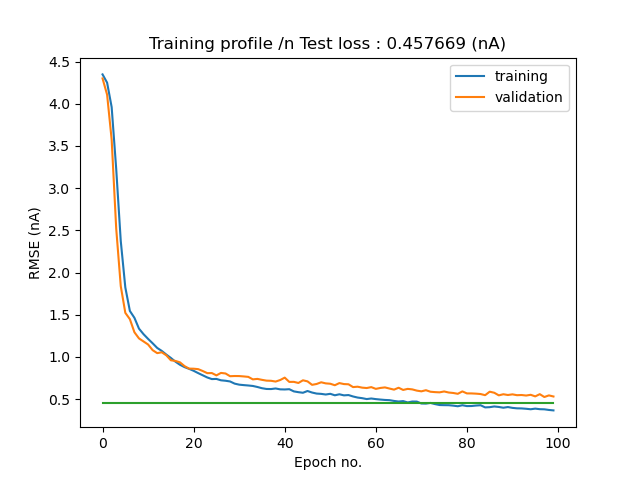 Training profile /n Test loss : 0.457669 (nA)
training
validation
4.5
4.0
3.5
3.0
2.5
2.0
1.5
1.0
0.5
RMSE (nA)
0 20 40 60 80 100
Epoch no.